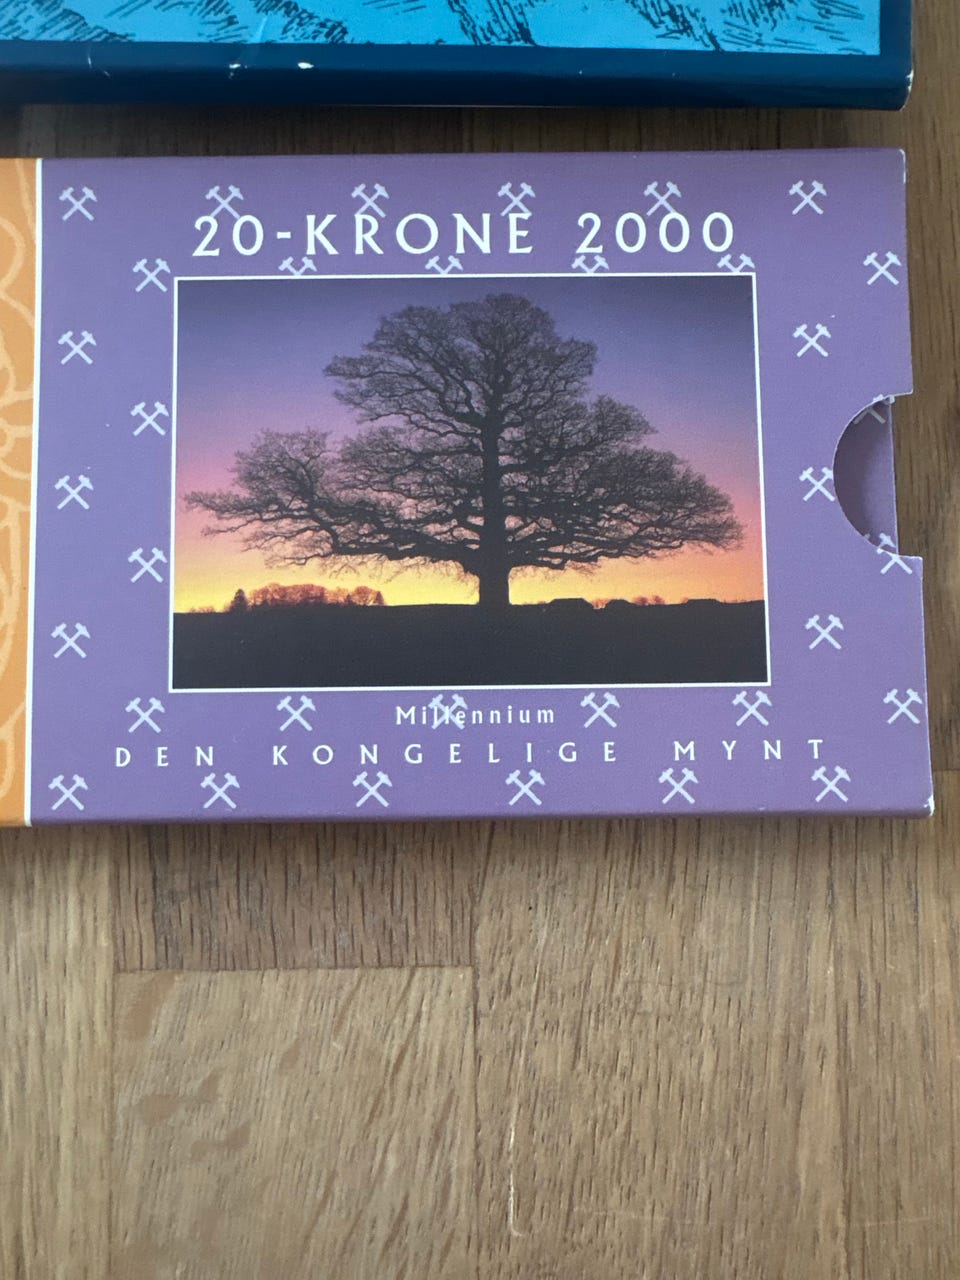 20-KRONE 2000
Millennium
DEN KONGELIGE MYNT